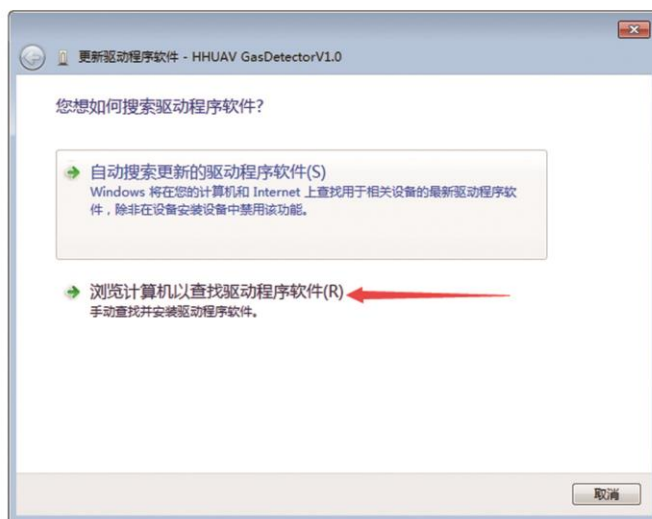 更新驱动程序软件 - HHUAV GasDetectorV1.0
您想如何搜索驱动程序软件?
自动搜索更新的驱动程序软件(S)
Windows 将在您的计算机和 Internet 上查找用于相关设备的最新驱动程序软
件，除非在设备安装设备中禁用该功能。
浏览计算机以查找驱动程序软件(R)
手动查找并安装驱动程序软件。
取消